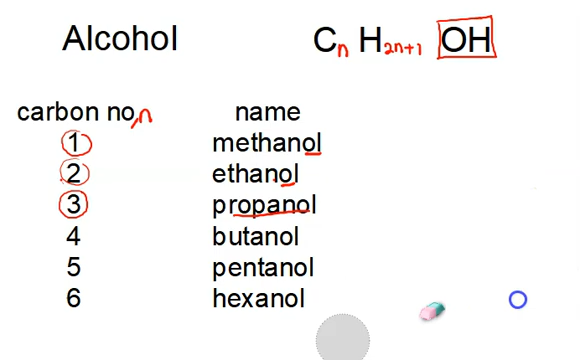 Alcohol CnH2n+1OH
carbon no, n name
1 methanol
2 ethanol
3 propanol
4 butanol
5 pentanol
6 hexanol